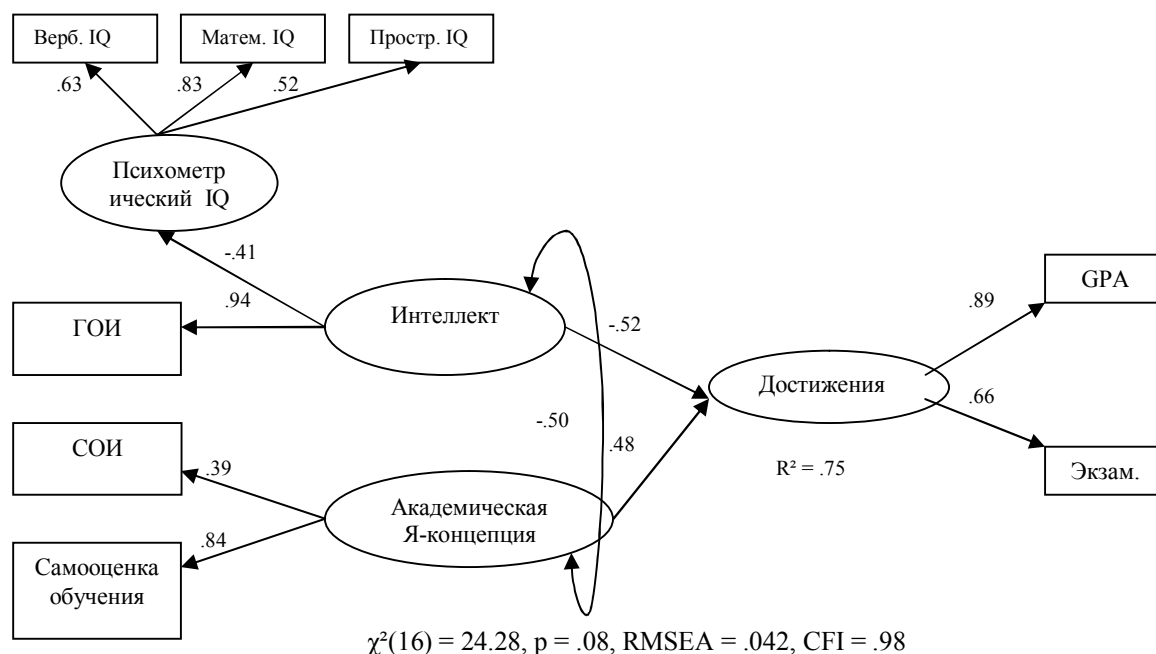 Верб. IQ
Матем. IQ
Простр. IQ
.63
.83
.52
Психометр
ический IQ
-.41
.94
ГОИ
Интеллект
-.52
GPA
.89
Достижения
.66
СОИ
-.50
.48
.39
R² = .75
Экзам.
Академическая
Я-концепция
.84
Самооценка
обучения
χ²(16) = 24.28, p = .08, RMSEA = .042, CFI = .98